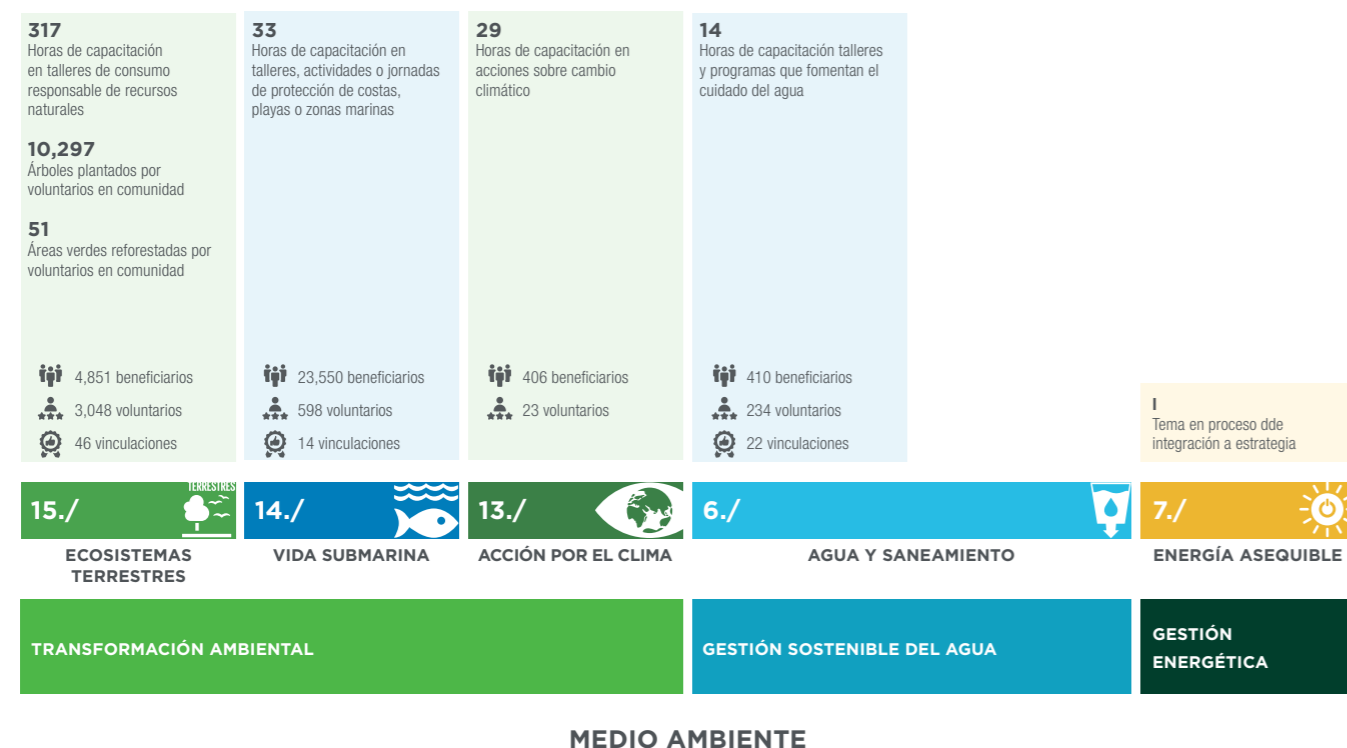 317
Horas de capacitación
en talleres de consumo
responsable de recursos
naturales
10,297
Árboles plantados por
voluntarios en comunidad
51
Áreas verdes reforestadas por
voluntarios en comunidad
4,851 beneficiarios
3,048 voluntarios
46 vinculaciones
33
Horas de capacitación en
talleres, actividades o jornadas
de protección de costas,
playas o zonas marinas
23,550 beneficiarios
598 voluntarios
14 vinculaciones
29
Horas de capacitación en
acciones sobre cambio
climático
406 beneficiarios
23 voluntarios
14
Horas de capacitación talleres
y programas que fomentan el
cuidado del agua
410 beneficiarios
234 voluntarios
22 vinculaciones
I
Tema en proceso dde
integración a estrategia
15./
TERRESTRES
14./
13./
6./
7./
ECOSISTEMAS
TERRESTRES
VIDA SUBMARINA
ACCIÓN POR EL CLIMA
AGUA Y SANEAMIENTO
ENERGÍA ASEQUIBLE
TRANSFORMACIÓN AMBIENTAL
GESTIÓN SOSTENIBLE DEL AGUA
GESTIÓN
ENERGÉTICA
MEDIO AMBIENTE